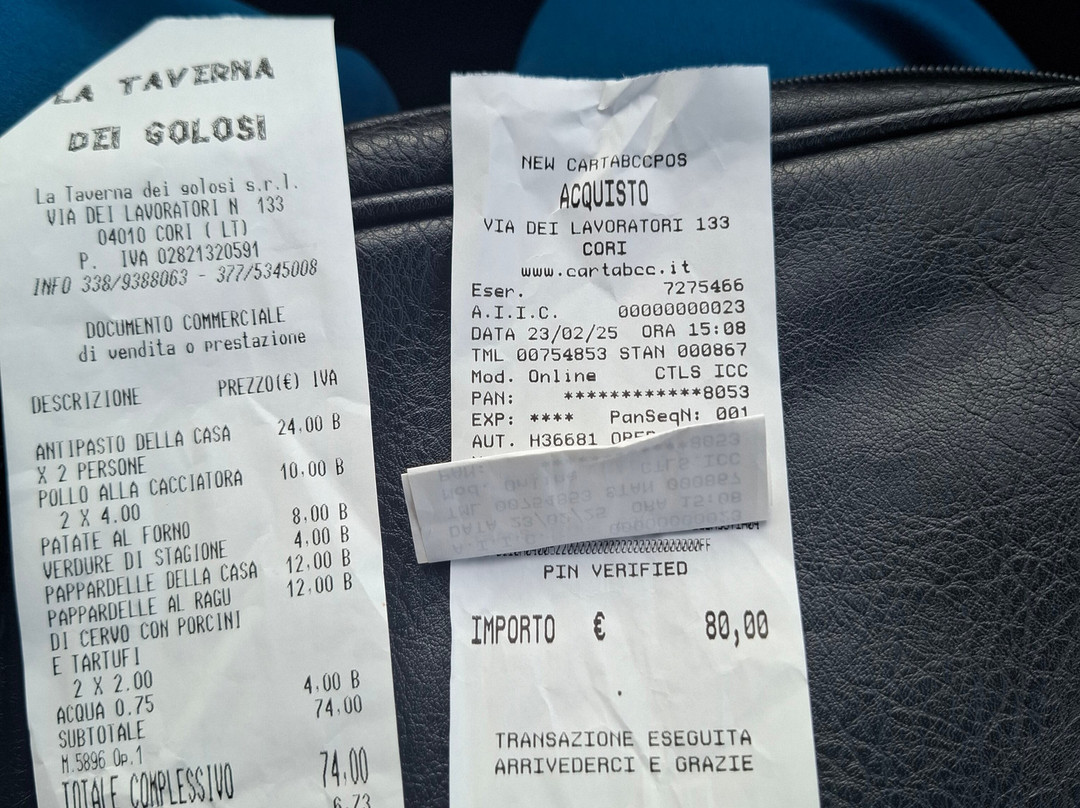 LA TAVERNA
DEI GOLOSI
La Taverna dei golosi s.r.l.
VIA DEI LAVORATORI N 133
04010 CORI ( LT)
P. IVA 02821320591
INFO 338/9388063 - 377/5345008
DOCUMENTO COMMERCIALE
di vendita o prestazione
DESCRIZIONE PREZZO(€) IVA
ANTIPASTO DELLA CASA 24,00 B
X 2 PERSONE
POLLO ALLA CACCIATORA 10,00 B
2 X 4.00
PATATE AL FORNO 8,00 B
VERDURE DI STAGIONE 4,00 B
PAPPARDELLE DELLA CASA 12,00 B
PAPPARDELLE AL RAGU 12,00 B
DI CERVO CON PORCINI
E TARTUFI
2 X 2.00
ACQUA 0.75 4,00 B
SUBTOTALE 74,00
M.5896 Op.1
TOTALE COMPLESSIVO 74,00
6,73
NEW CARTABCCPOS
ACQUISTO
VIA DEI LAVORATORI 133
CORI
www.cartabcc.it
Eser. 7275466
A.I.I.C. 00000000023
DATA 23/02/25 ORA 15:08
TML 00754853 STAN 000867
Mod. Online CTLS ICC
PAN: ************8053
EXP: **** PanSeqN: 001
AUT. H36681
PIN VERIFIED
IMPORTO € 80,00
TRANSAZIONE ESEGUITA
ARRIVEDERCI E GRAZIE